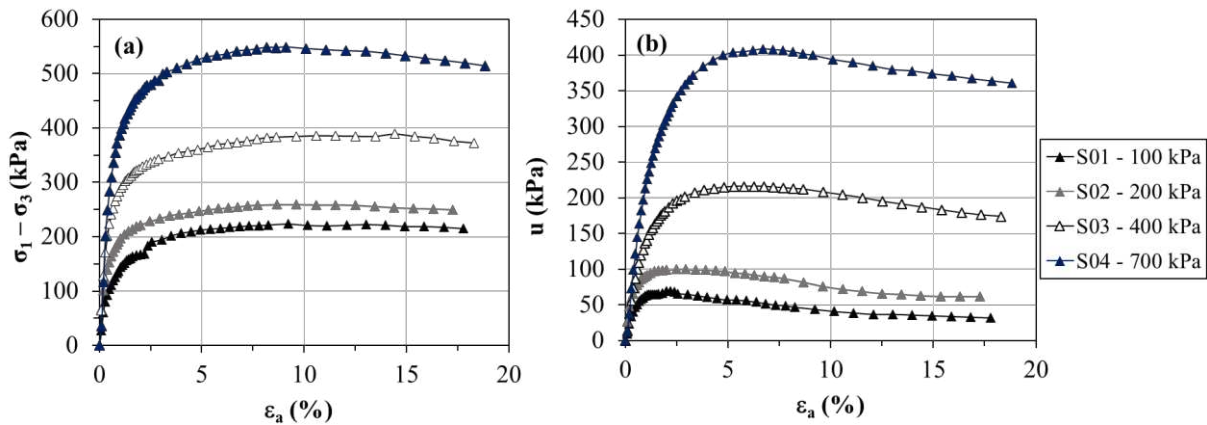 (a)
σ₁ – σ₃ (kPa)
600
500
400
300
200
100
0
0 5 10 15 20
εₐ (%)
(b)
u (kPa)
450
400
350
300
250
200
150
100
50
0
0 5 10 15 20
εₐ (%)
S01 - 100 kPa
S02 - 200 kPa
S03 - 400 kPa
S04 - 700 kPa